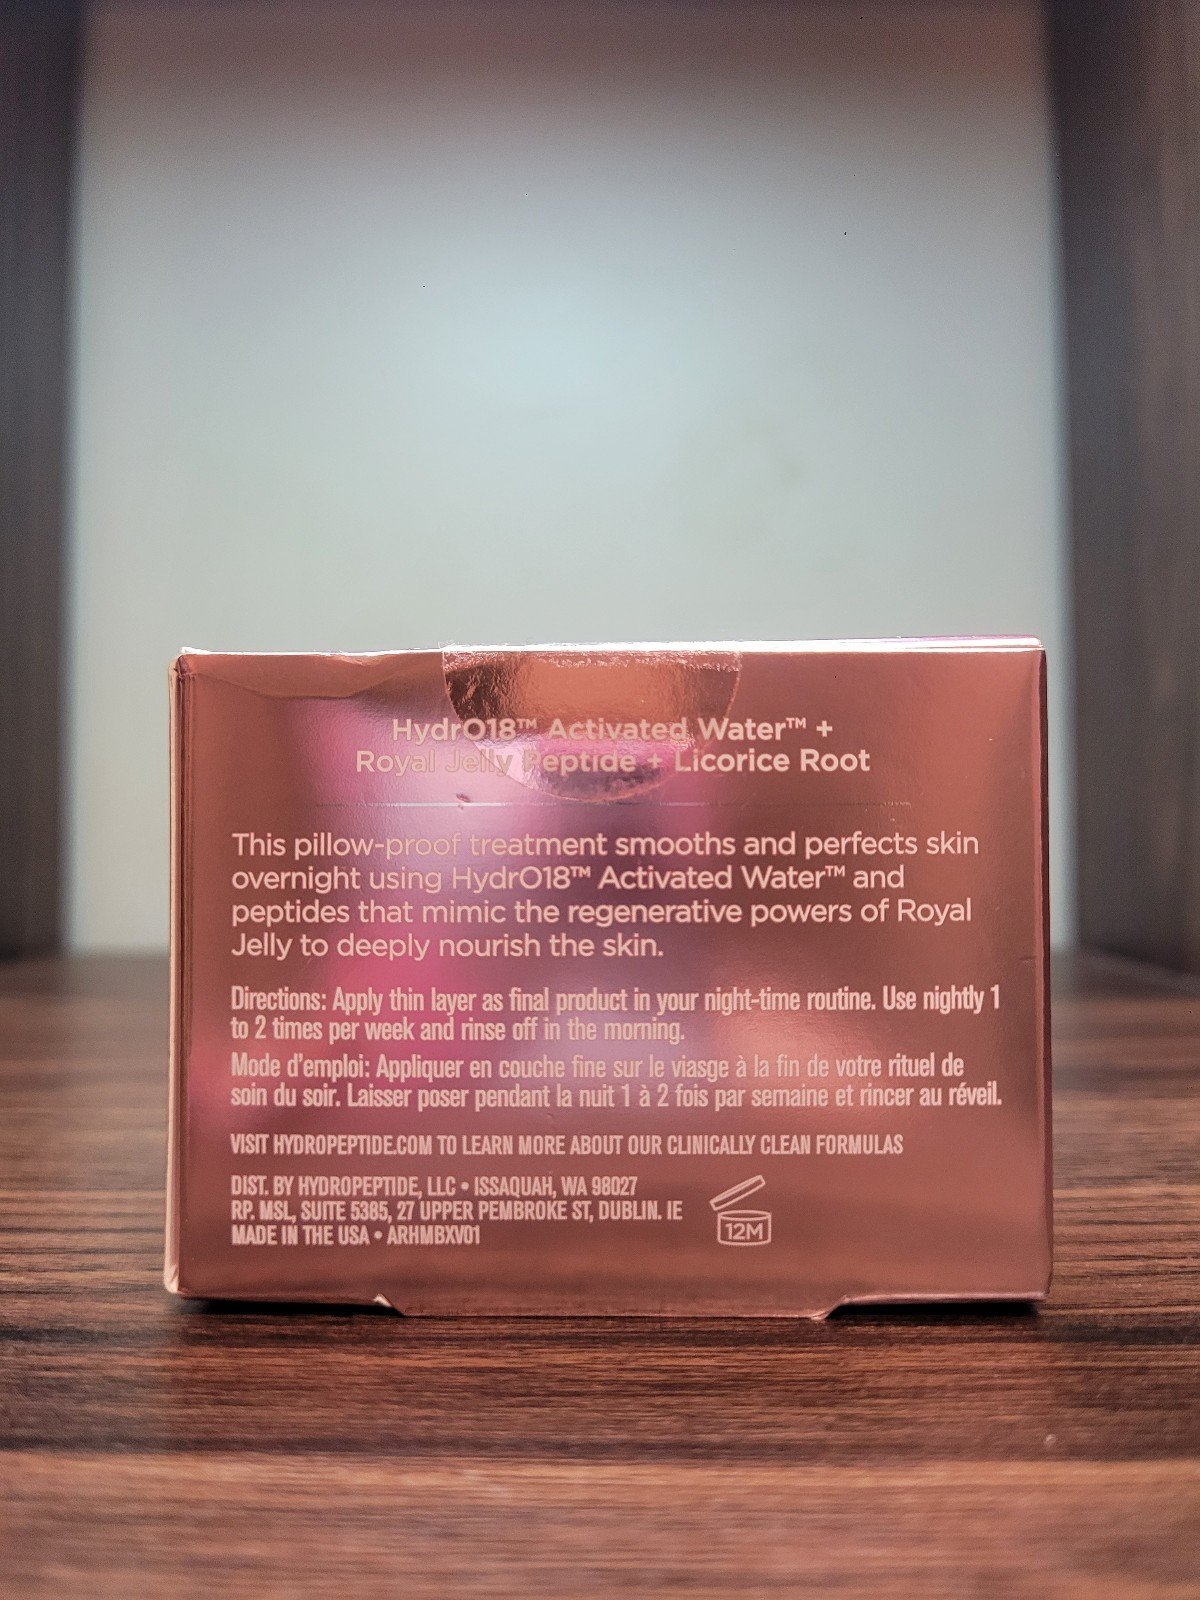 HydrO18™ Activated Water™ +
Royal Jelly Peptide + Licorice Root
This pillow-proof treatment smooths and perfects skin
overnight using HydrO18™ Activated Water™ and
peptides that mimic the regenerative powers of Royal
Jelly to deeply nourish the skin.
Directions: Apply thin layer as final product in your night-time routine. Use nightly 1
to 2 times per week and rinse off in the morning.
Mode d'emploi: Appliquer en couche fine sur le viasge à la fin de votre rituel de
soin du soir. Laisser poser pendant la nuit 1 à 2 fois par semaine et rincer au réveil.
VISIT HYDROPEPTIDE.COM TO LEARN MORE ABOUT OUR CLINICALLY CLEAN FORMULAS
DIST. BY HYDROPEPTIDE, LLC • ISSAQUAH, WA 98027
RP. MSL, SUITE 5385, 27 UPPER PEMBROKE ST, DUBLIN. IE
MADE IN THE USA • ARHMBXV01
12M